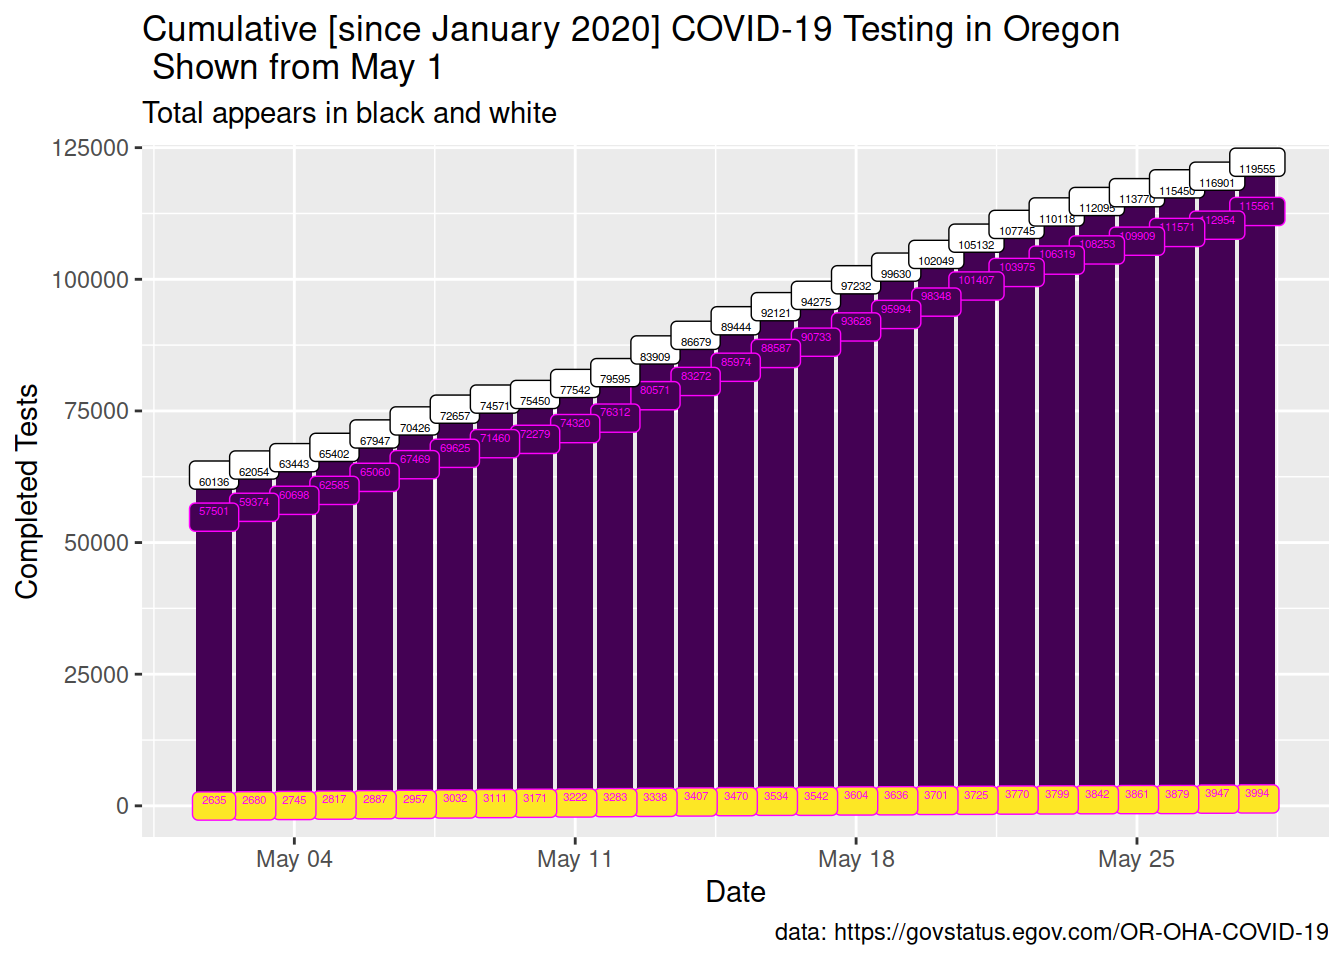 Cumulative [since January 2020] COVID-19 Testing in Oregon
Shown from May 1
Total appears in black and white
Completed Tests
125000
100000
75000
50000
25000
0
60136 62054 63443 65402 67947 70426 72657 74571 75450 77542 79595 83909 86679 89444 92121 94275 97232 99630 102049 105132 107745 110118 112095 113770 115450 116901 119555
57501 59374 60698 62585 65060 67469 69625 71460 72279 74320 76312 80571 83272 85974 88587 90733 93628 95994 98348 101407 103975 106319 108253 109909 111571 112954 115561
2635 2680 2745 2817 2887 2957 3032 3111 3171 3222 3283 3338 3407 3470 3534 3542 3604 3636 3701 3725 3770 3799 3842 3861 3879 3947 3994
May 04 May 11 May 18 May 25
Date
data: https://govstatus.egov.com/OR-OHA-COVID-19